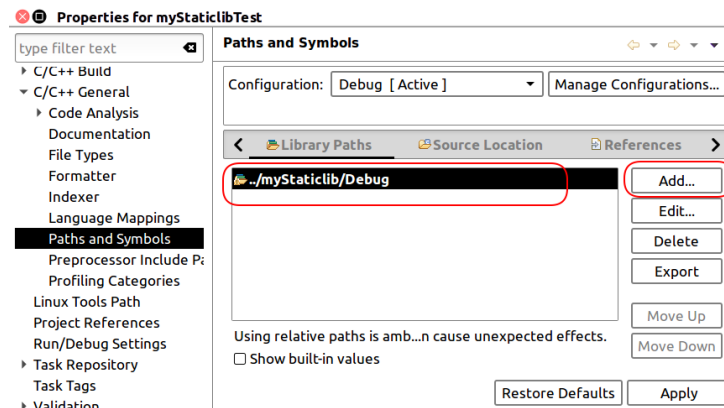 Properties for myStaticlibTest
type filter text
C/C++ Build
C/C++ General
Code Analysis
Documentation
File Types
Formatter
Indexer
Language Mappings
Paths and Symbols
Preprocessor Include Pa
Profiling Categories
Linux Tools Path
Project References
Run/Debug Settings
Task Repository
Task Tags
Validation
Paths and Symbols
Configuration: Debug [ Active ] Manage Configurations...
Library Paths Source Location References
../myStaticlib/Debug
Add...
Edit...
Delete
Export
Move Up
Move Down
Using relative paths is amb...n cause unexpected effects.
Show built-in values
Restore Defaults Apply